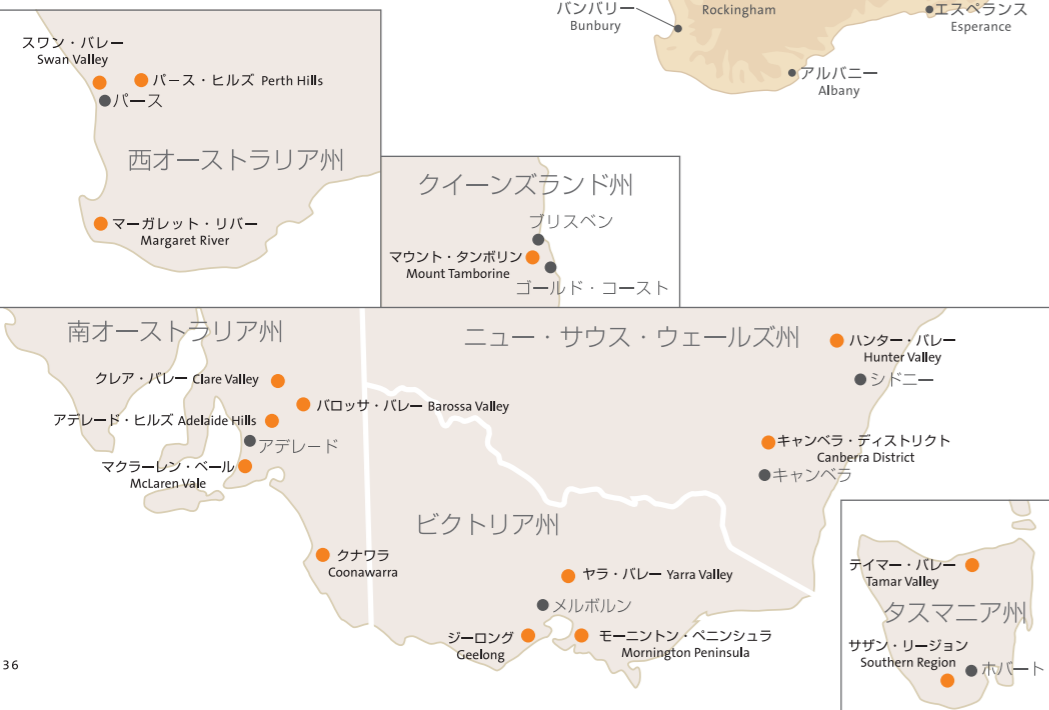 バンバリー
Bunbury
Rockingham
エスペランス
Esperance
アルバニー
Albany
スワン・バレー
Swan Valley
パース・ヒルズ Perth Hills
パース
西オーストラリア州
マーガレット・リバー
Margaret River
クイーンズランド州
ブリスベン
マウント・タンボリン
Mount Tamborine
ゴールド・コースト
南オーストラリア州
ニュー・サウス・ウェールズ州
ハンター・バレー
Hunter Valley
シドニー
クレア・バレー Clare Valley
バロッサ・バレー Barossa Valley
アデレード・ヒルズ Adelaide Hills
アデレード
マクラーレン・ベール
McLaren Vale
キャンベラ・ディストリクト
Canberra District
キャンベラ
ビクトリア州
クナワラ
Coonawarra
ヤラ・バレー Yarra Valley
メルボルン
ジーロング
Geelong
モーニントン・ペニンシュラ
Mornington Peninsula
テイマー・バレー
Tamar Valley
タスマニア州
サザン・リージョン
Southern Region
ホバート
36